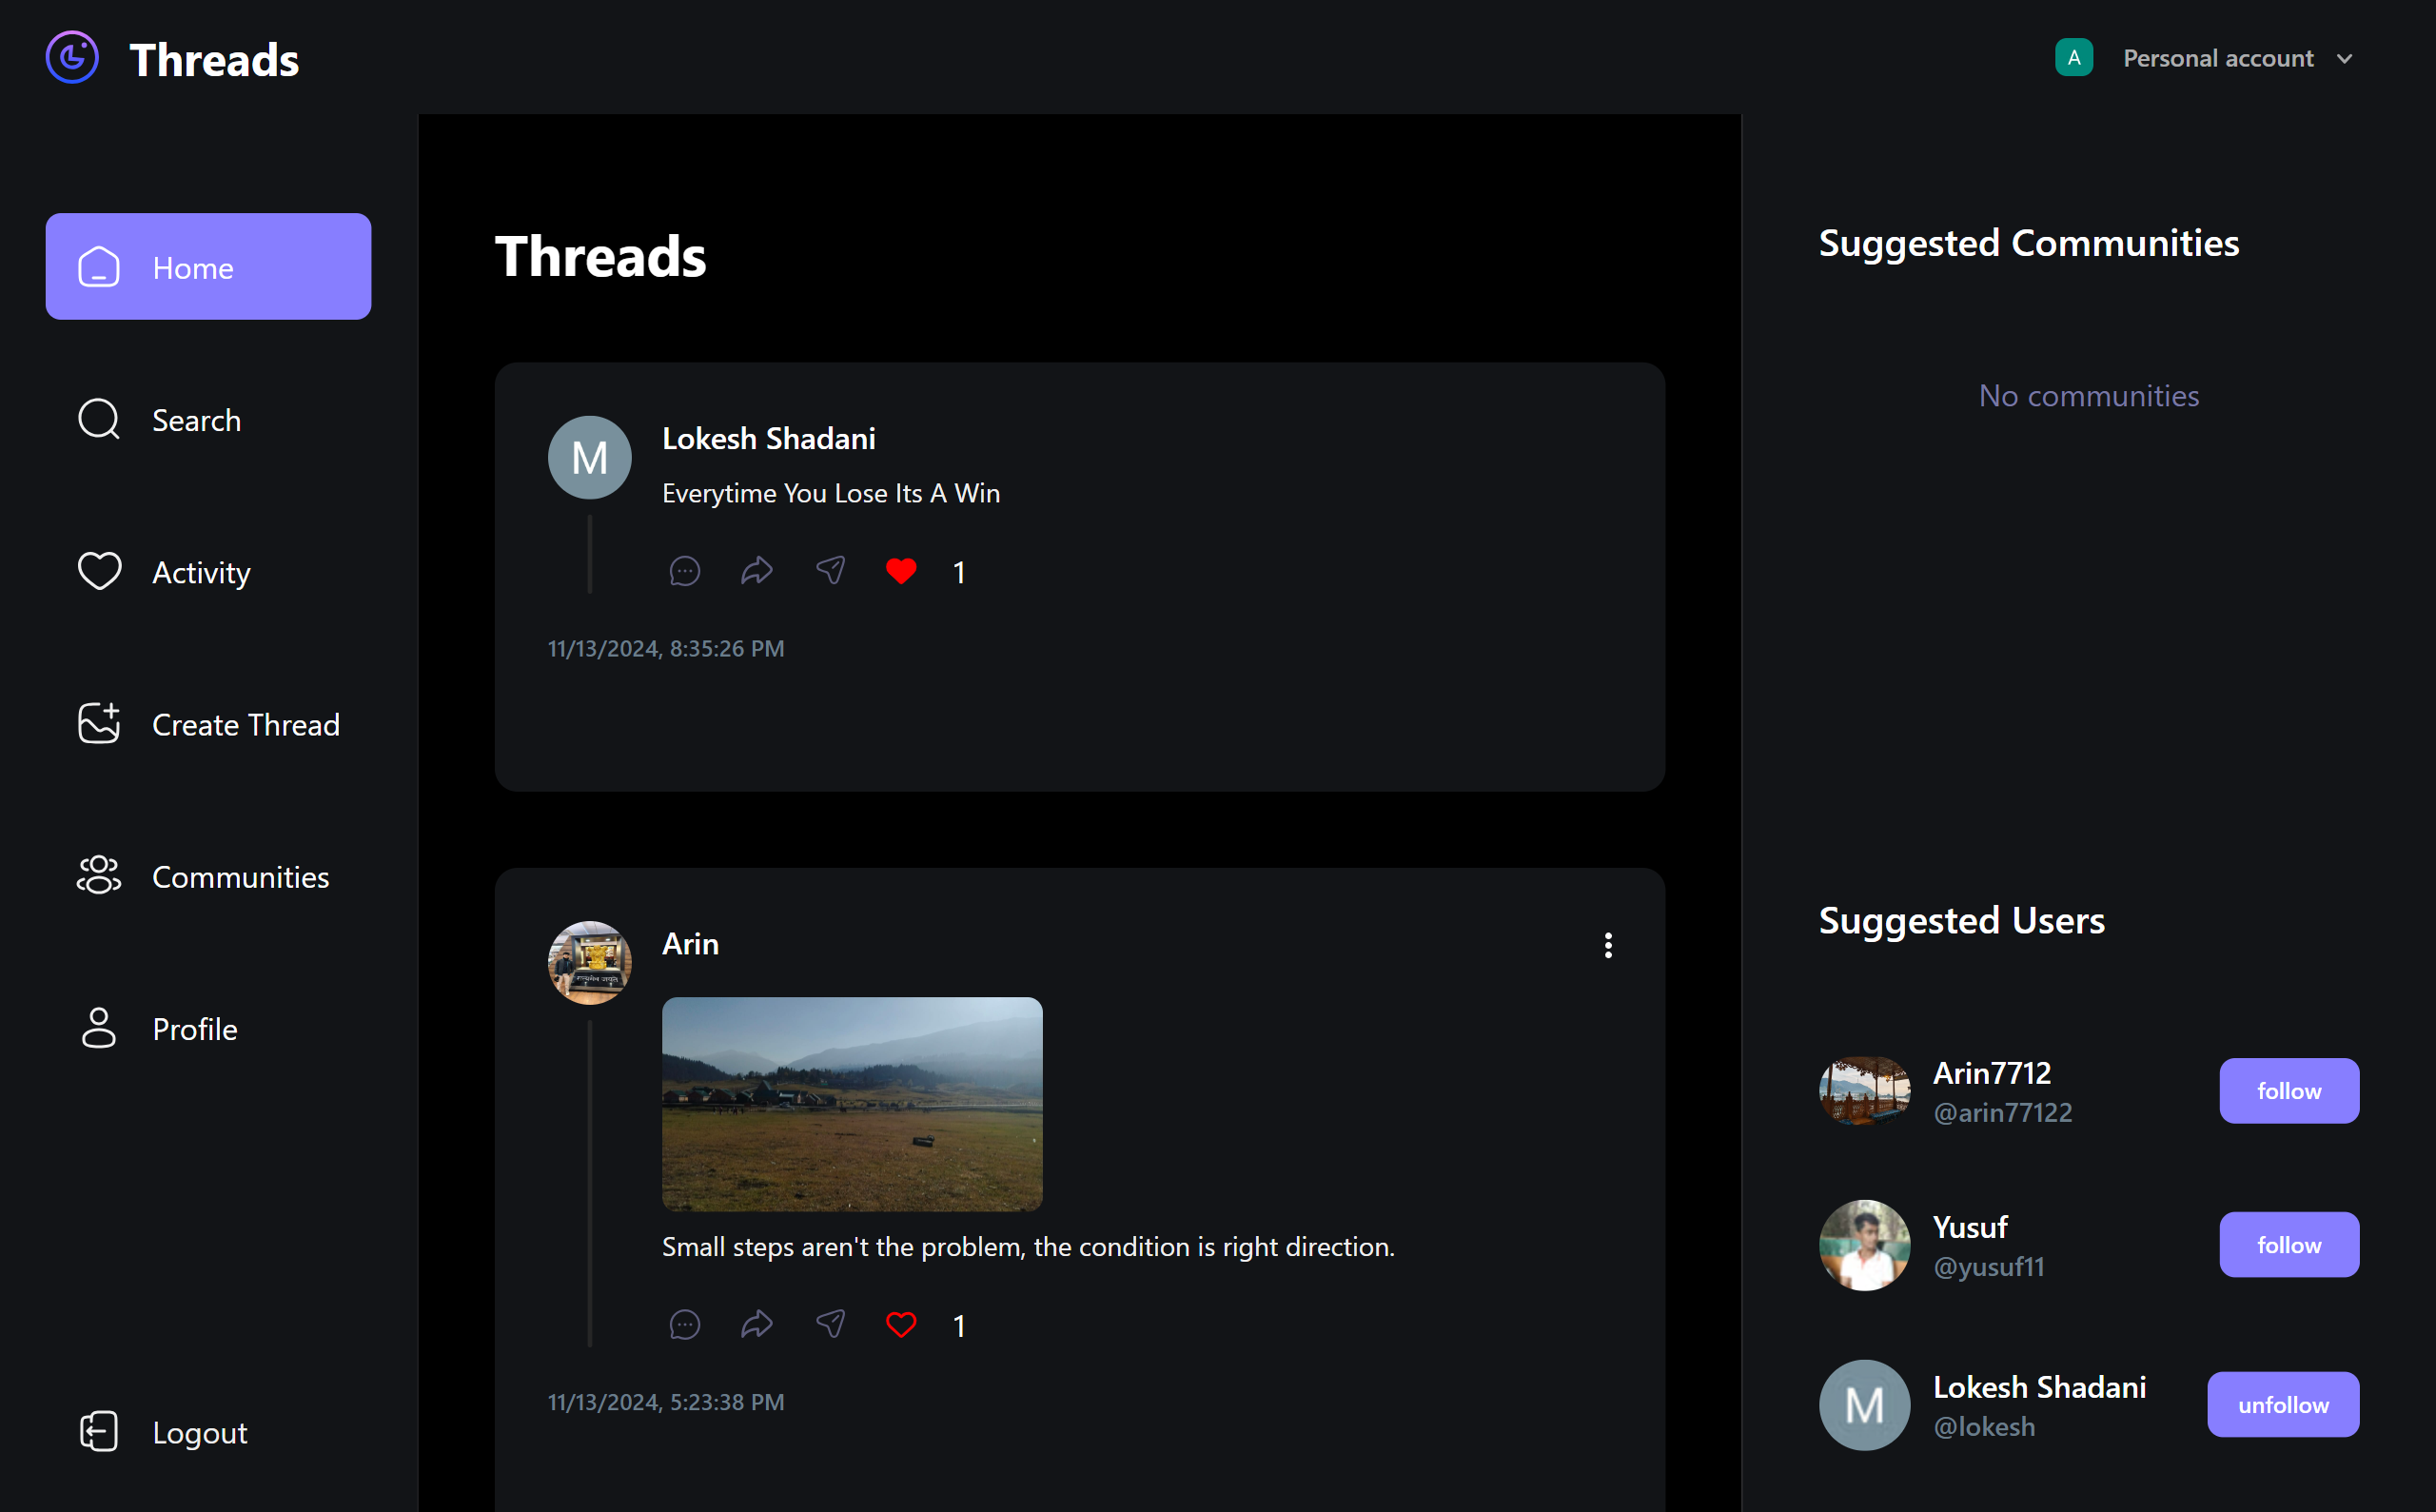 Threads
A Personal account
Home
Search
Activity
Create Thread
Communities
Profile
Logout
Threads
M
Lokesh Shadani
Everytime You Lose Its A Win
1
11/13/2024, 8:35:26 PM
Arin
सत्यमेव जयते
Small steps aren't the problem, the condition is right direction.
1
11/13/2024, 5:23:38 PM
Suggested Communities
No communities
Suggested Users
Arin7712
@arin77122
follow
Yusuf
@yusuf11
follow
M
Lokesh Shadani
@lokesh
unfollow